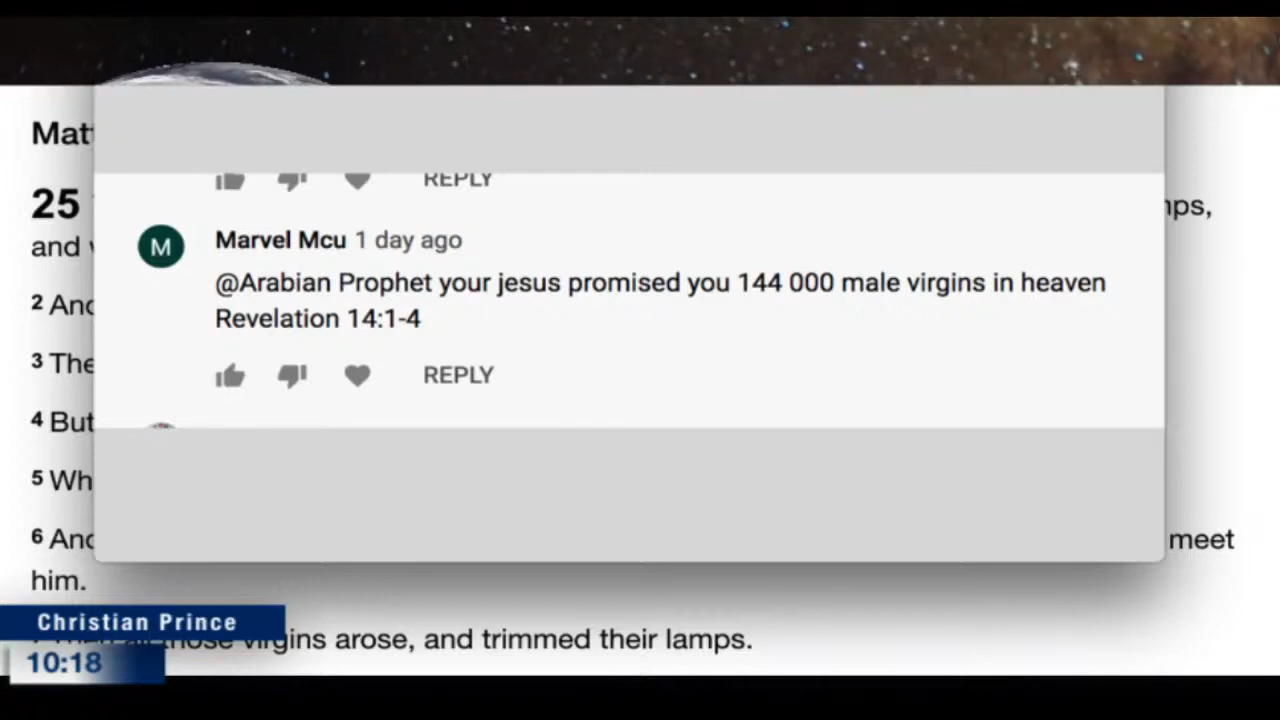 Mat
REPLY
25
mps,
M
Marvel Mcu 1 day ago
and
@Arabian Prophet your jesus promised you 144 000 male virgins in heaven
2 And
Revelation 14:1-4
3 The
REPLY
4 But
5 Wh
6 And
meet
him.
Christian Prince
those virgins arose, and trimmed their lamps.
10:18